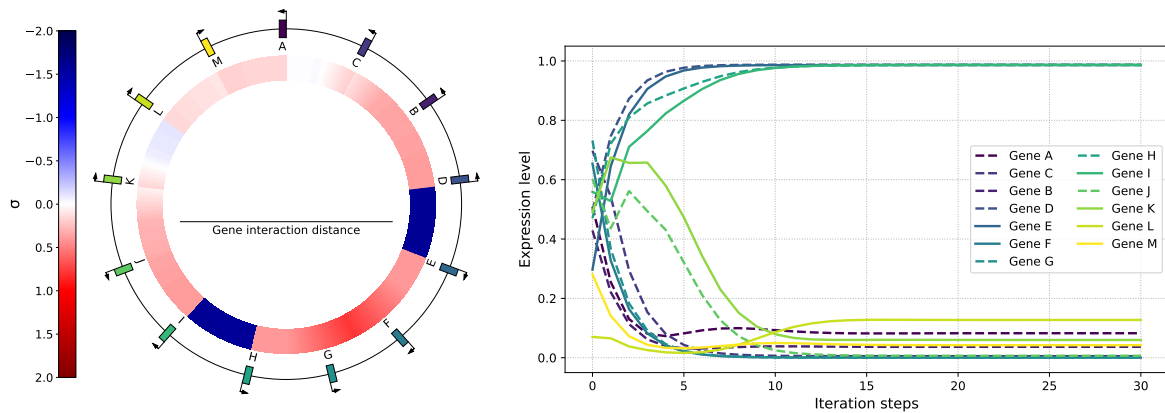 σ
−2.0
−1.5
−1.0
−0.5
0.0
0.5
1.0
1.5
2.0
A
C
B
D
E
F
G
H
I
J
K
L
M
Gene interaction distance
Expression level
1.0
0.8
0.6
0.4
0.2
0.0
0
5
10
15
20
25
30
Iteration steps
Gene A
Gene C
Gene B
Gene D
Gene E
Gene F
Gene G
Gene H
Gene I
Gene J
Gene K
Gene L
Gene M